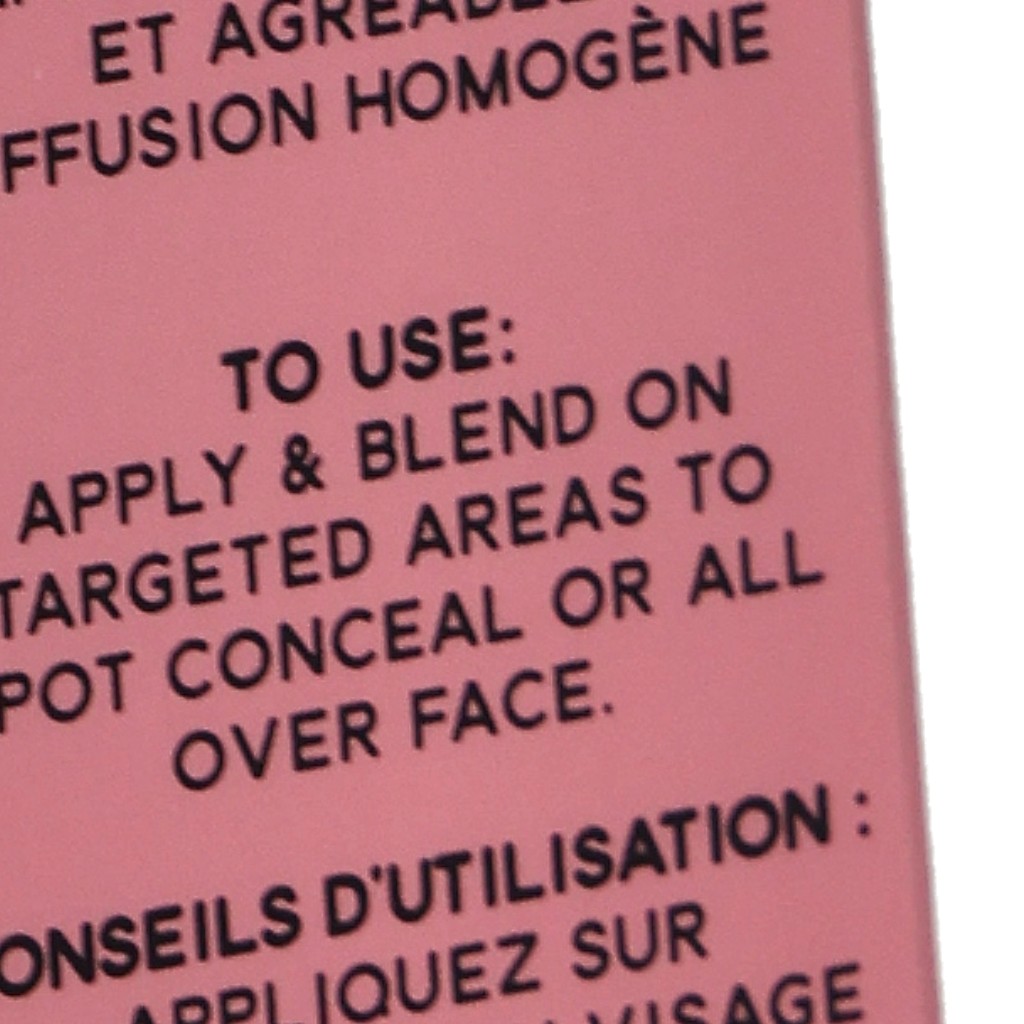 ET AGRÉABLE
FFUSION HOMOGÈNE
TO USE:
APPLY & BLEND ON
TARGETED AREAS TO
POT CONCEAL OR ALL
OVER FACE.
ONSEILS D'UTILISATION :
APPLIQUEZ SUR
VISAGE